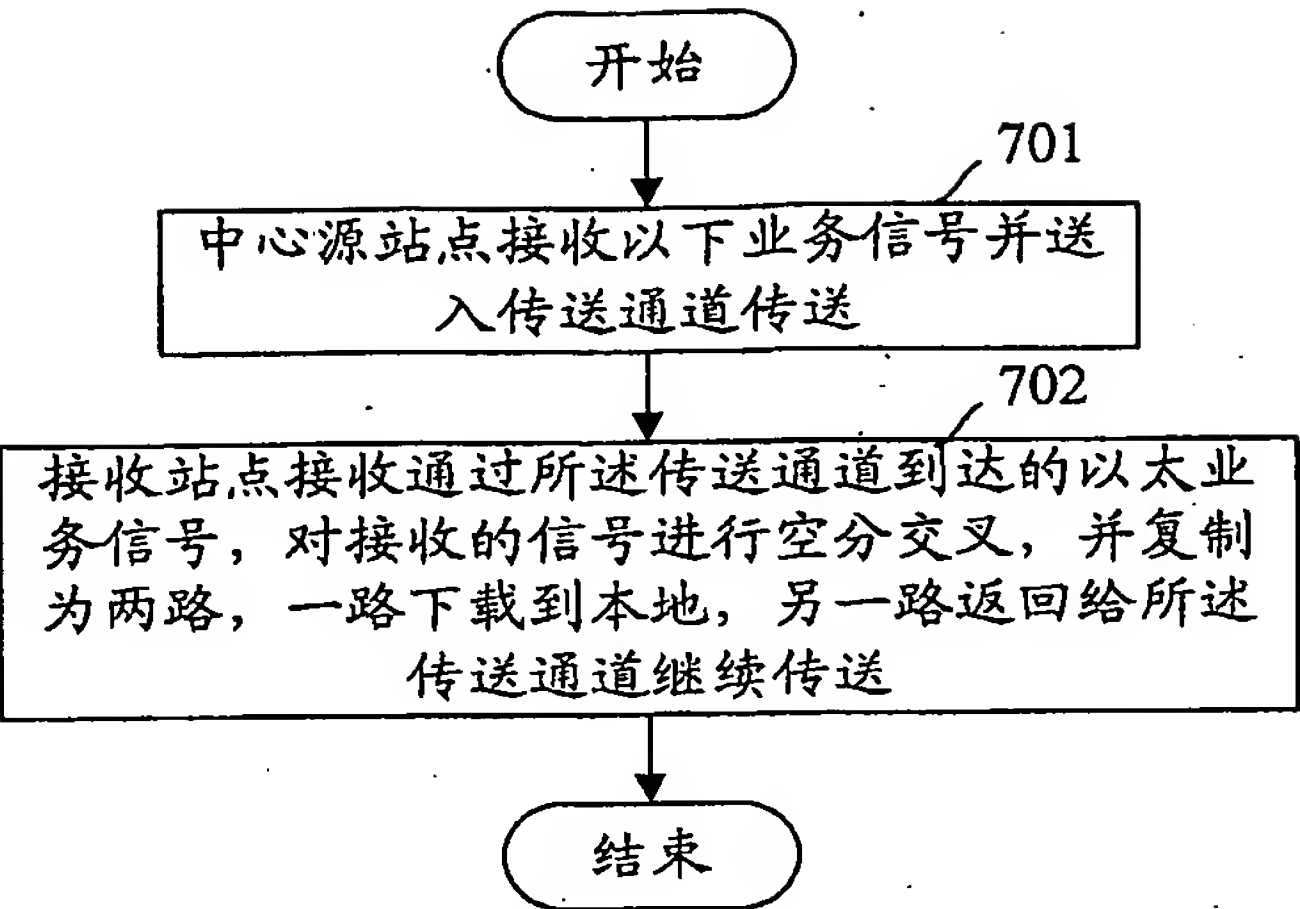 开始
701
中心源站点接收以下业务信号并送
入传送通道传送
702
接收站点接收通过所述传送通道到达的以太业
务信号，对接收的信号进行空分交叉，并复制
为两路，一路下载到本地，另一路返回给所述
传送通道继续传送
结束